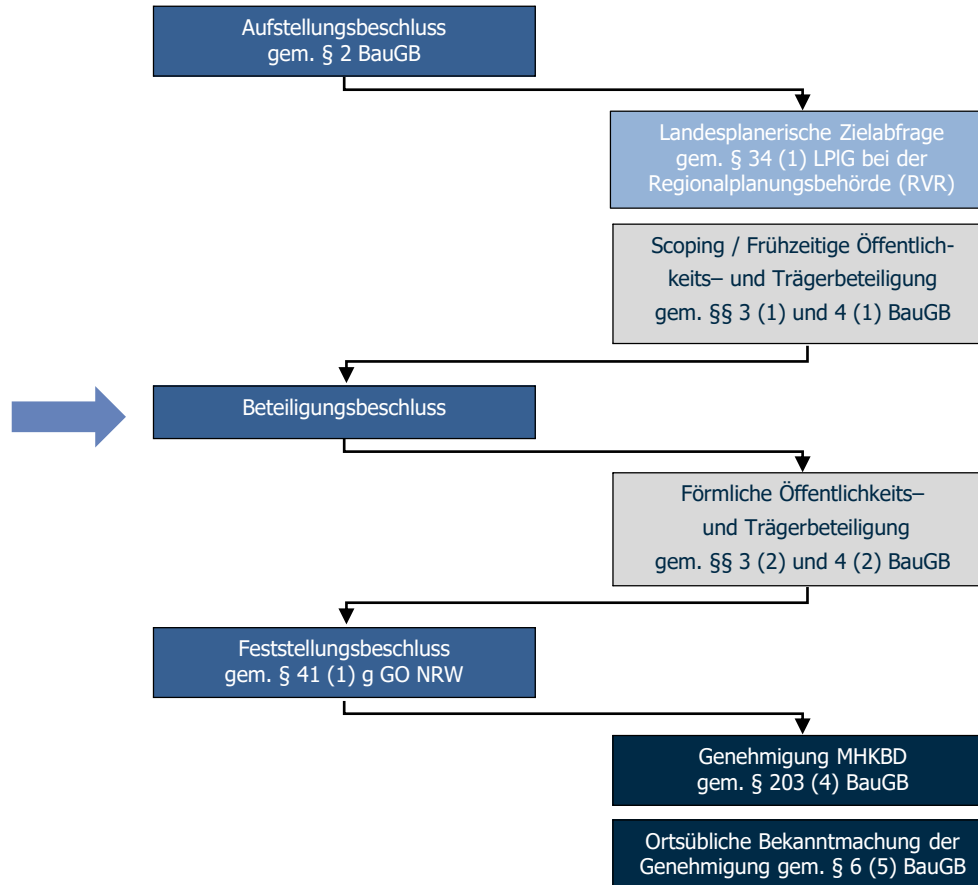 Aufstellungsbeschluss
gem. § 2 BauGB
Landesplanerische Zielabfrage
gem. § 34 (1) LPlG bei der
Regionalplanungsbehörde (RVR)
Scoping / Frühzeitige Öffentlich-
keits– und Trägerbeteiligung
gem. §§ 3 (1) und 4 (1) BauGB
Beteiligungsbeschluss
Förmliche Öffentlichkeits–
und Trägerbeteiligung
gem. §§ 3 (2) und 4 (2) BauGB
Feststellungsbeschluss
gem. § 41 (1) g GO NRW
Genehmigung MHKBD
gem. § 203 (4) BauGB
Ortsübliche Bekanntmachung der
Genehmigung gem. § 6 (5) BauGB